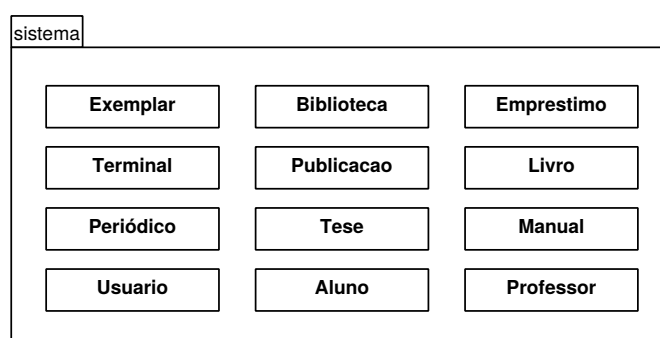 sistema
Exemplar Biblioteca Emprestimo
Terminal Publicacao Livro
Periódico Tese Manual
Usuario Aluno Professor